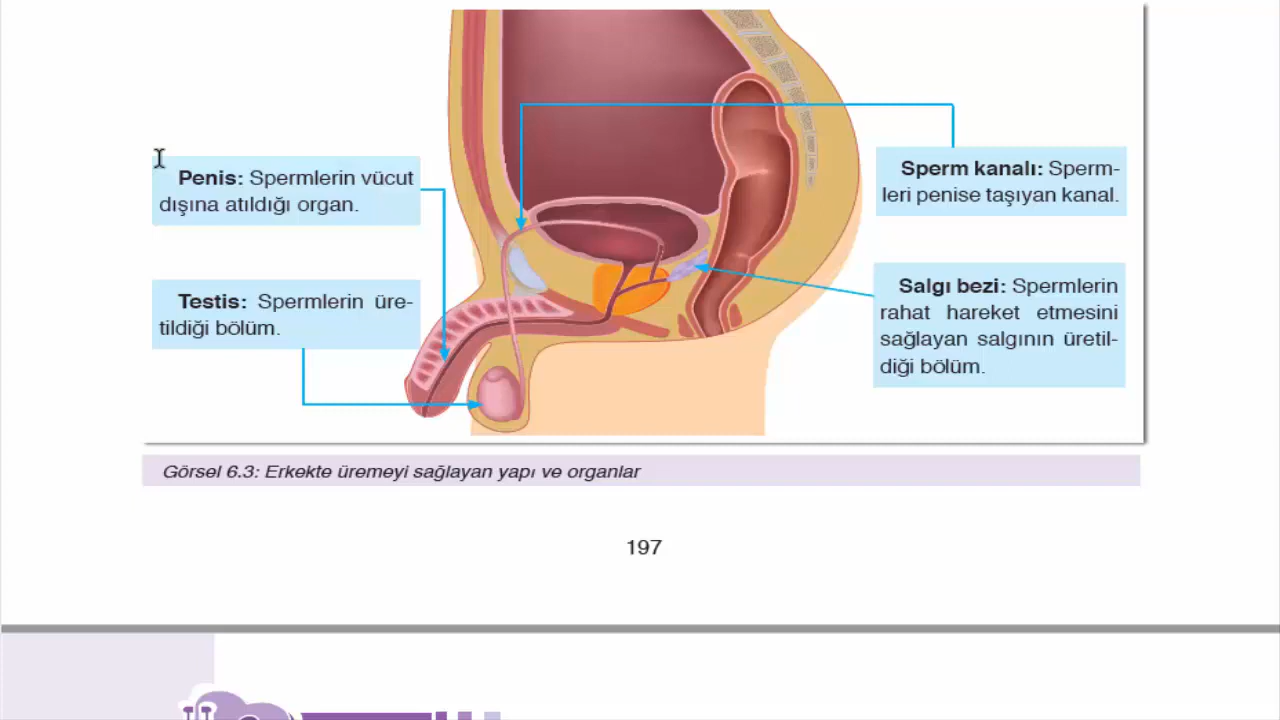 Penis: Spermlerin vücut
dışına atıldığı organ.
Testis: Spermlerin üre-
tildiği bölüm.
Sperm kanalı: Sperm-
leri penise taşıyan kanal.
Salgı bezi: Spermlerin
rahat hareket etmesini
sağlayan salgının üretil-
diği bölüm.
Görsel 6.3: Erkekte üremeyi sağlayan yapı ve organlar
197